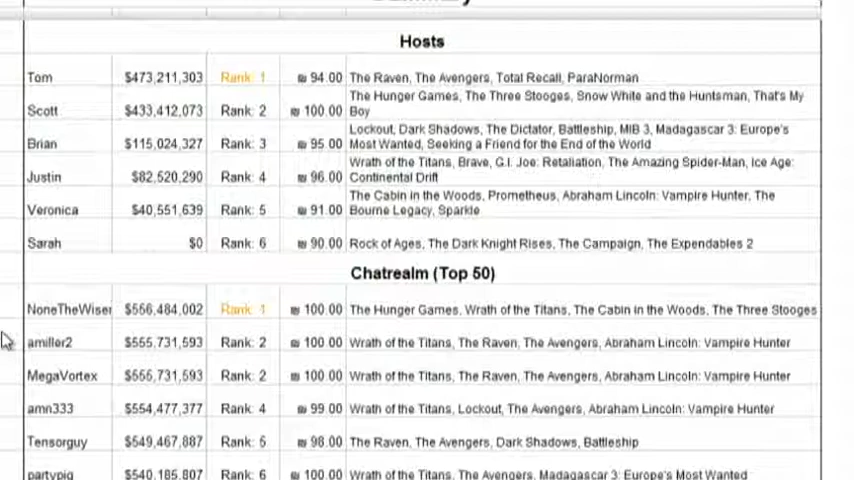 Hosts
Tom $473,211,303 Rank: 1 ₪ 94.00 The Raven, The Avengers, Total Recall, ParaNorman
Scott $433,412,073 Rank: 2 ₪ 100.00 The Hunger Games, The Three Stooges, Snow White and the Huntsman, That's My Boy
Brian $115,024,327 Rank: 3 ₪ 95.00 Lockout, Dark Shadows, The Dictator, Battleship, MIB 3, Madagascar 3: Europe's Most Wanted, Seeking a Friend for the End of the World
Justin $82,520,290 Rank: 4 ₪ 96.00 Wrath of the Titans, Brave, G.I. Joe: Retaliation, The Amazing Spider-Man, Ice Age: Continental Drift
Veronica $40,551,639 Rank: 5 ₪ 91.00 The Cabin in the Woods, Prometheus, Abraham Lincoln: Vampire Hunter, The Bourne Legacy, Sparkle
Sarah $0 Rank: 6 ₪ 90.00 Rock of Ages, The Dark Knight Rises, The Campaign, The Expendables 2
Chatrealm (Top 50)
NoneTheWiser $556,484,002 Rank: 1 ₪ 100.00 The Hunger Games, Wrath of the Titans, The Cabin in the Woods, The Three Stooges
amiller2 $555,731,593 Rank: 2 ₪ 100.00 Wrath of the Titans, The Raven, The Avengers, Abraham Lincoln: Vampire Hunter
MegaVortex $555,731,593 Rank: 2 ₪ 100.00 Wrath of the Titans, The Raven, The Avengers, Abraham Lincoln: Vampire Hunter
amn333 $554,477,377 Rank: 4 ₪ 99.00 Wrath of the Titans, Lockout, The Avengers, Abraham Lincoln: Vampire Hunter
Tensorguy $549,467,887 Rank: 5 ₪ 98.00 The Raven, The Avengers, Dark Shadows, Battleship
partypig $540,185,807 Rank: 6 ₪ 100.00 Wrath of the Titans, The Avengers, Madagascar 3: Europe's Most Wanted